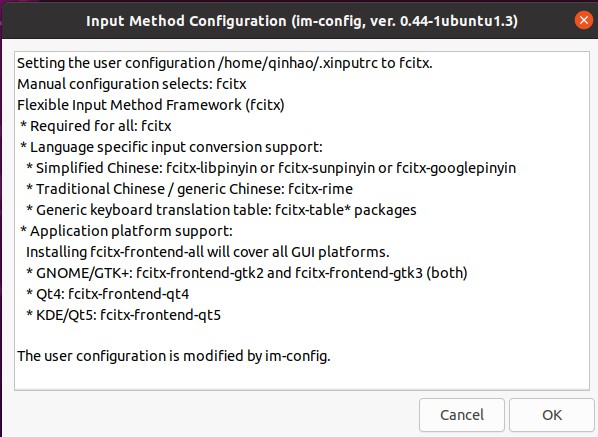 Input Method Configuration (im-config, ver. 0.44-1ubuntu1.3)
Setting the user configuration /home/qinhao/.xinputrc to fcitx.
Manual configuration selects: fcitx
Flexible Input Method Framework (fcitx)
* Required for all: fcitx
* Language specific input conversion support:
* Simplified Chinese: fcitx-libpinyin or fcitx-sunpinyin or fcitx-googlepinyin
* Traditional Chinese / generic Chinese: fcitx-rime
* Generic keyboard translation table: fcitx-table* packages
* Application platform support:
Installing fcitx-frontend-all will cover all GUI platforms.
* GNOME/GTK+: fcitx-frontend-gtk2 and fcitx-frontend-gtk3 (both)
* Qt4: fcitx-frontend-qt4
* KDE/Qt5: fcitx-frontend-qt5
The user configuration is modified by im-config.
Cancel OK